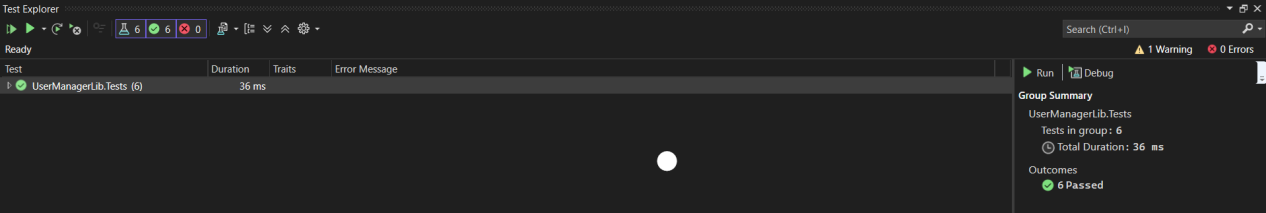 Test Explorer
6 6 0
Search (Ctrl+I)
Ready
1 Warning 0 Errors
Test Duration Traits Error Message
UserManagerLib.Tests (6) 36 ms
Run Debug
Group Summary
UserManagerLib.Tests
Tests in group: 6
Total Duration: 36 ms
Outcomes
6 Passed